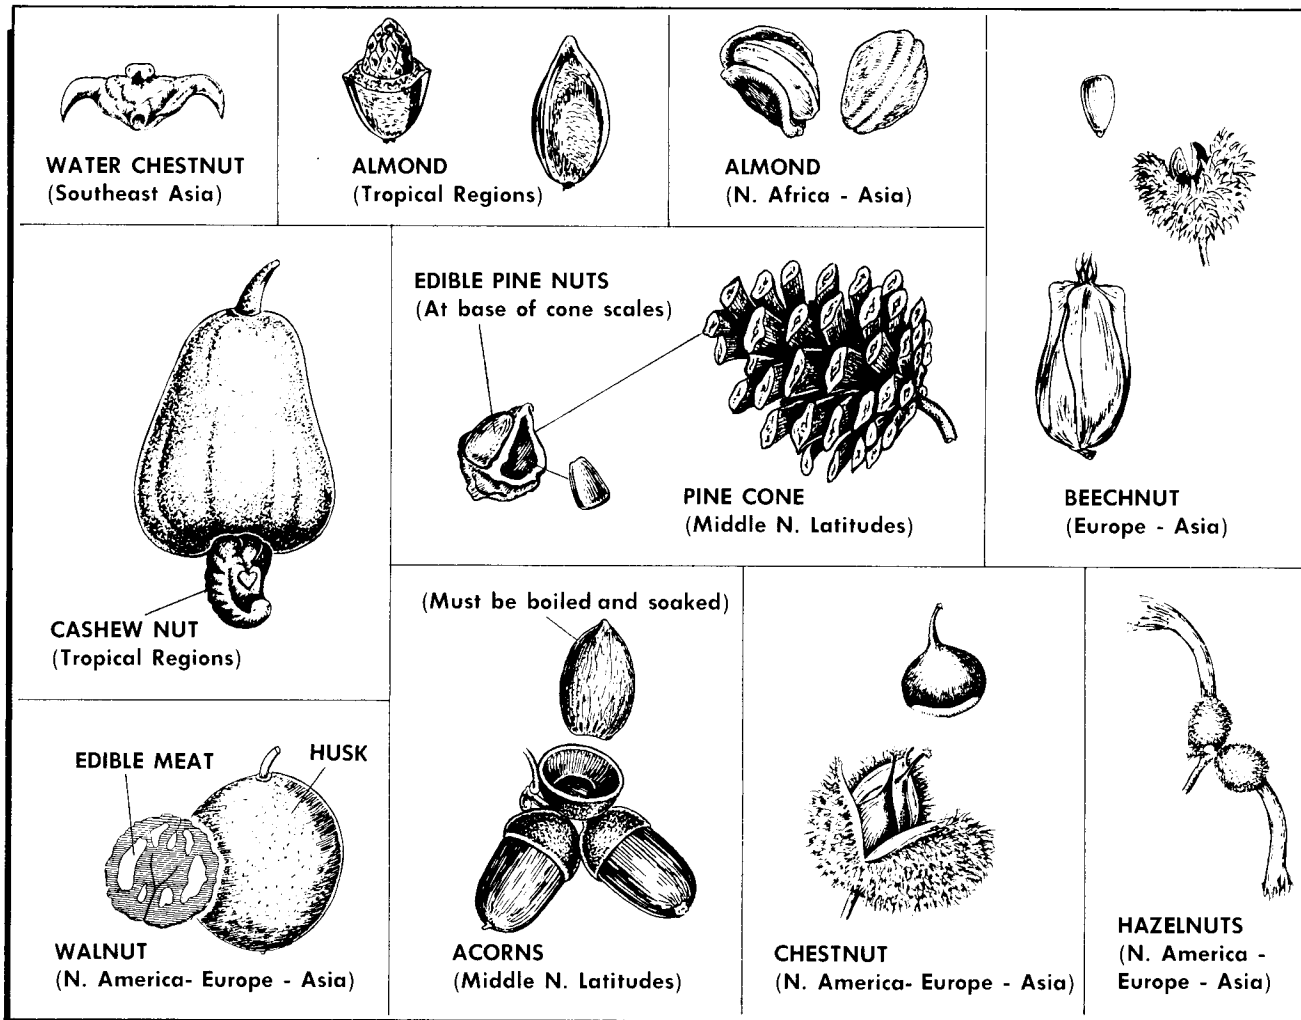 WATER CHESTNUT
(Southeast Asia)
ALMOND
(Tropical Regions)
ALMOND
(N. Africa - Asia)
EDIBLE PINE NUTS
(At base of cone scales)
PINE CONE
(Middle N. Latitudes)
BEECHNUT
(Europe - Asia)
CASHEW NUT
(Tropical Regions)
(Must be boiled and soaked)
EDIBLE MEAT
HUSK
WALNUT
(N. America- Europe - Asia)
ACORNS
(Middle N. Latitudes)
CHESTNUT
(N. America- Europe - Asia)
HAZELNUTS
(N. America -
Europe - Asia)